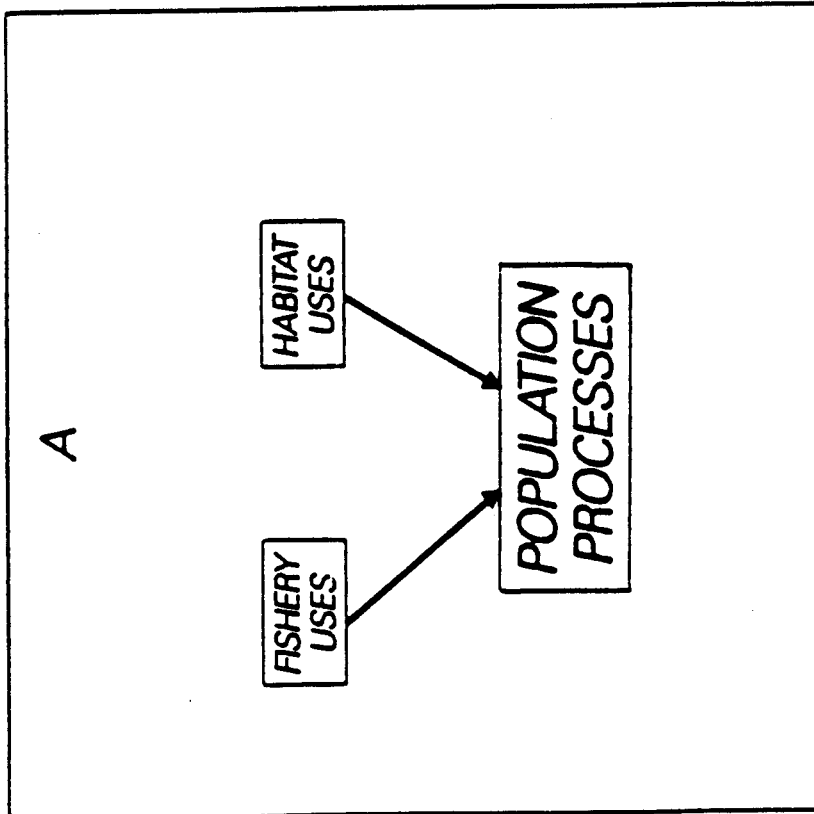 A
FISHERY
USES
HABITAT
USES
POPULATION
PROCESSES